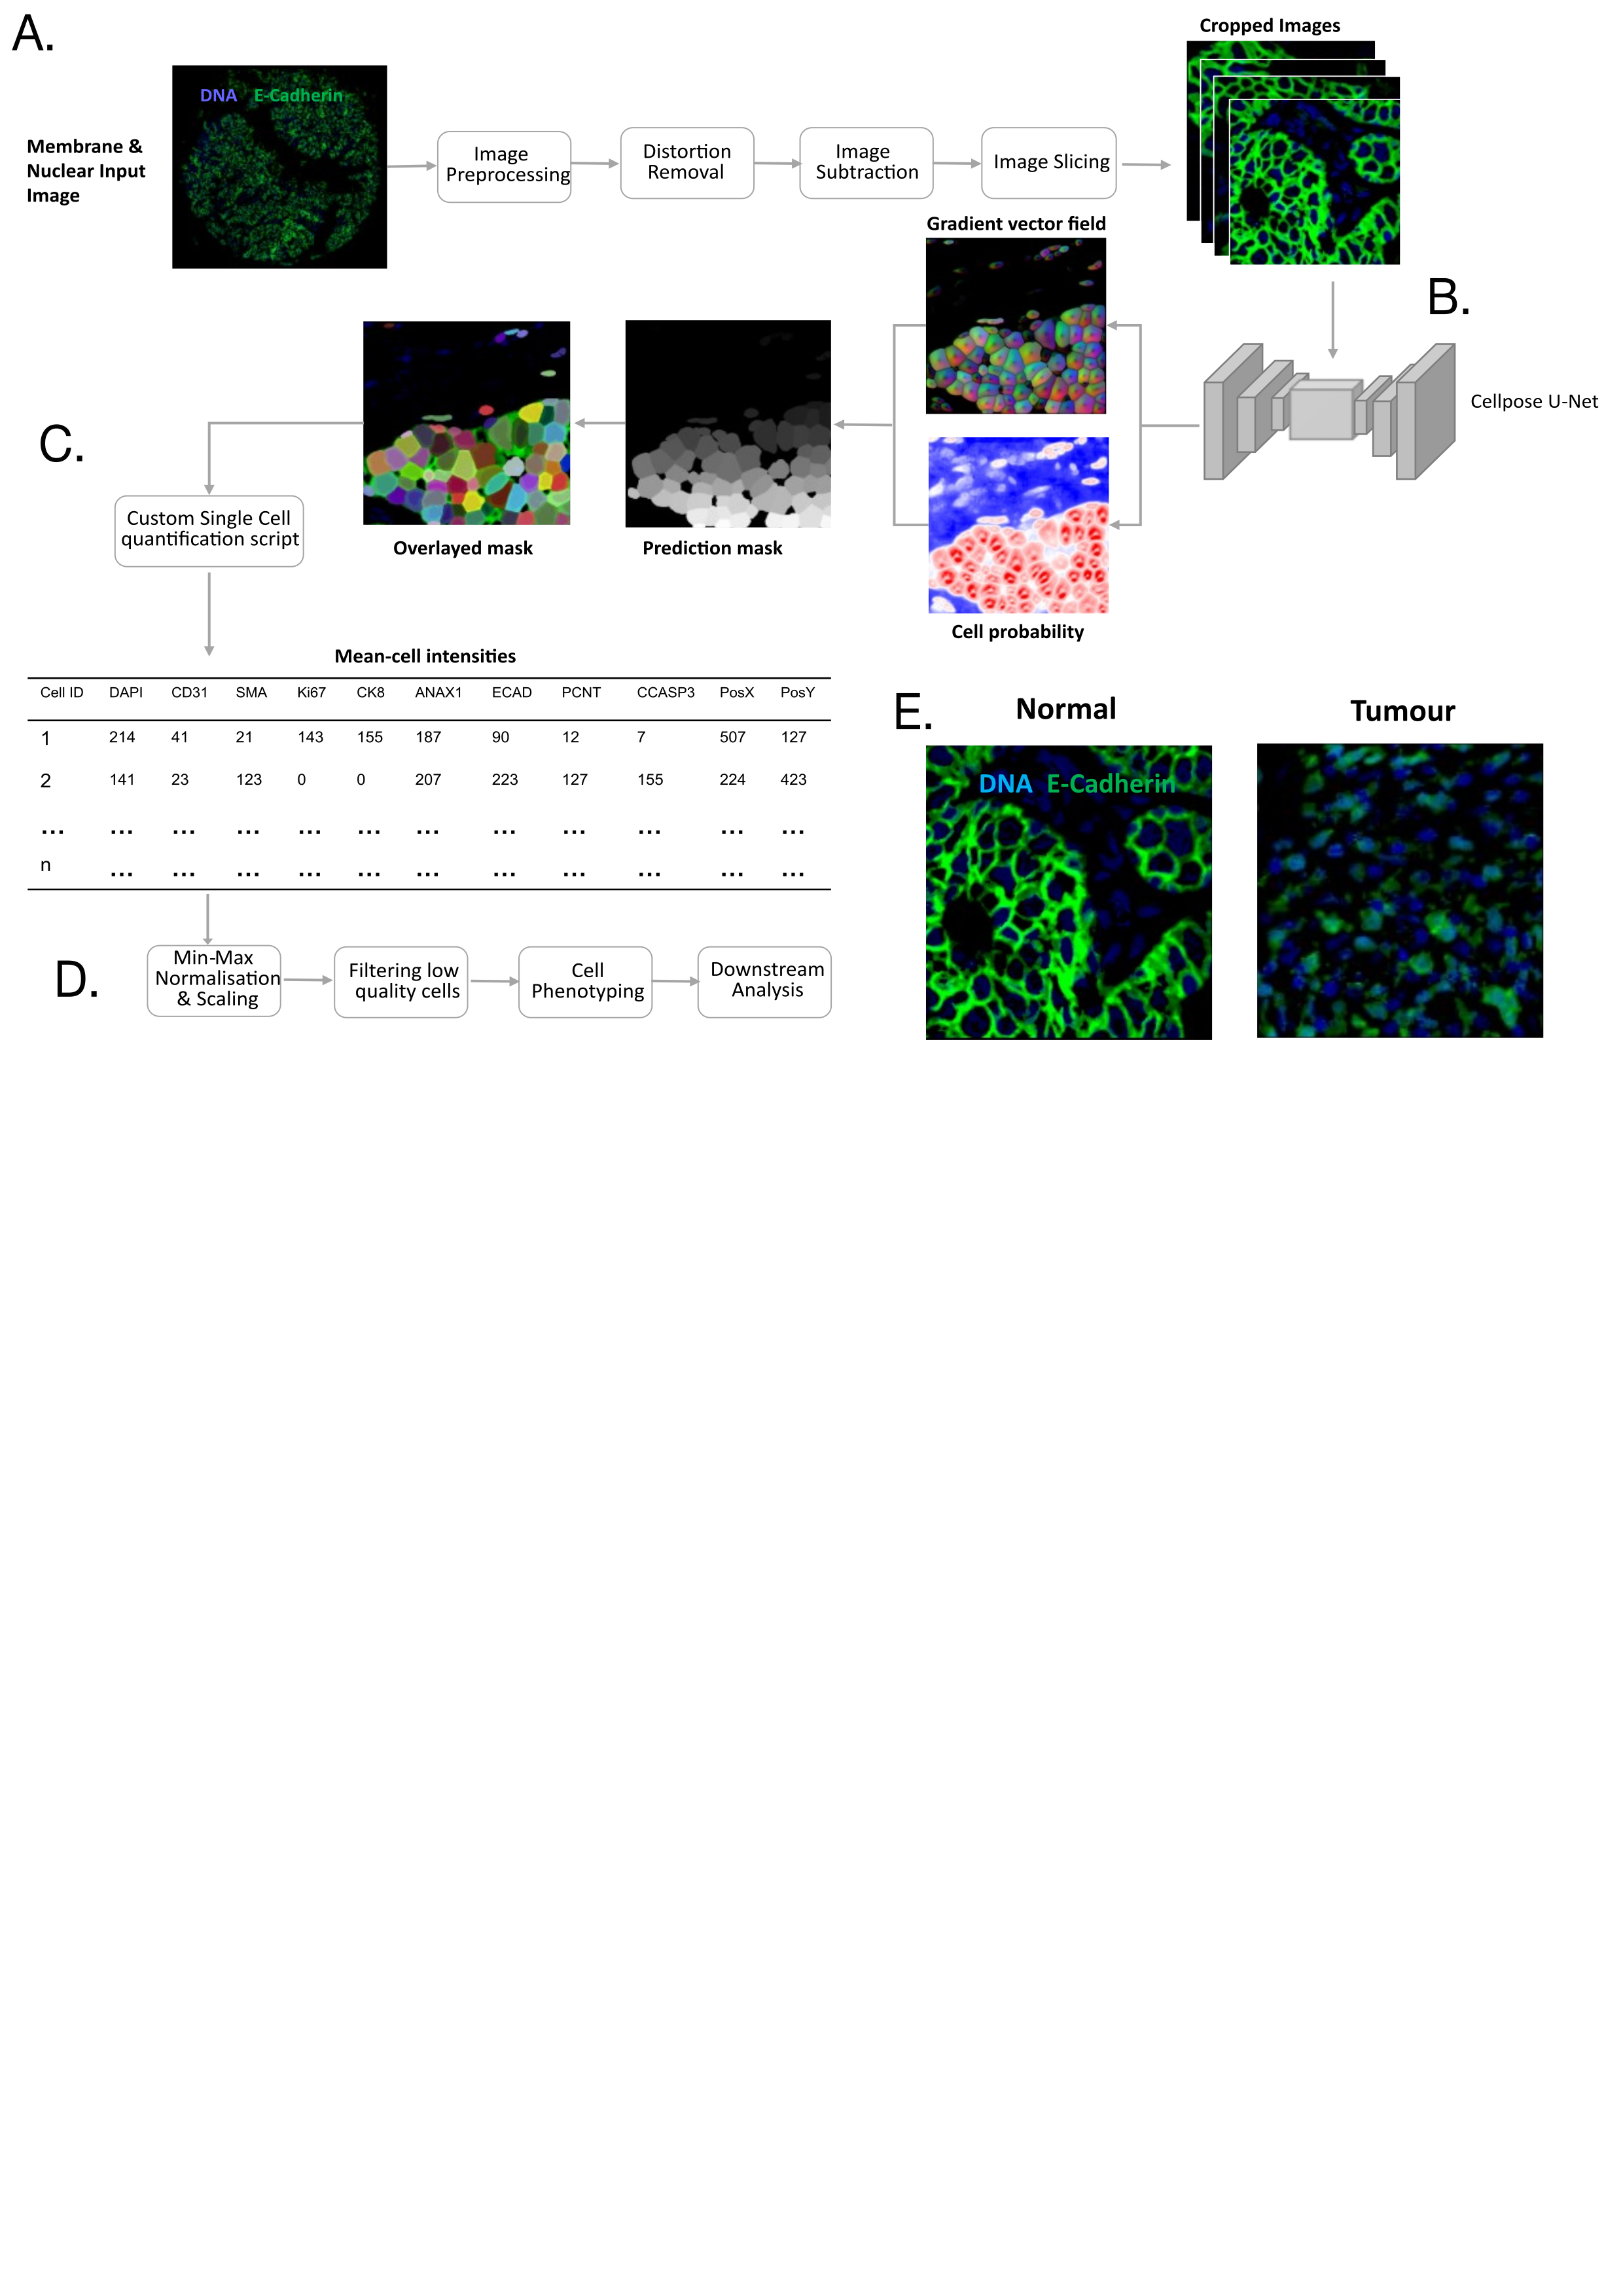 A.
Cropped Images
DNA E-Cadherin
Membrane &
Nuclear Input
Image
Image
Preprocessing
Distortion
Removal
Image
Subtraction
Image Slicing
Gradient vector field
B.
Cellpose U-Net
C.
Custom Single Cell
quantification script
Overlayed mask
Prediction mask
Cell probability
Mean-cell intensities
Cell ID DAPI CD31 SMA Ki67 CK8 ANAX1 ECAD PCNT CCASP3 PosX PosY
1 214 41 21 143 155 187 90 12 7 507 127
2 141 23 123 0 0 207 223 127 155 224 423
... ... ... ... ... ... ... ... ... ... ... ...
n ... ... ... ... ... ... ... ... ... ... ...
D.
Min-Max
Normalisation
& Scaling
Filtering low
quality cells
Cell
Phenotyping
Downstream
Analysis
E.
Normal
Tumour
DNA E-Cadherin